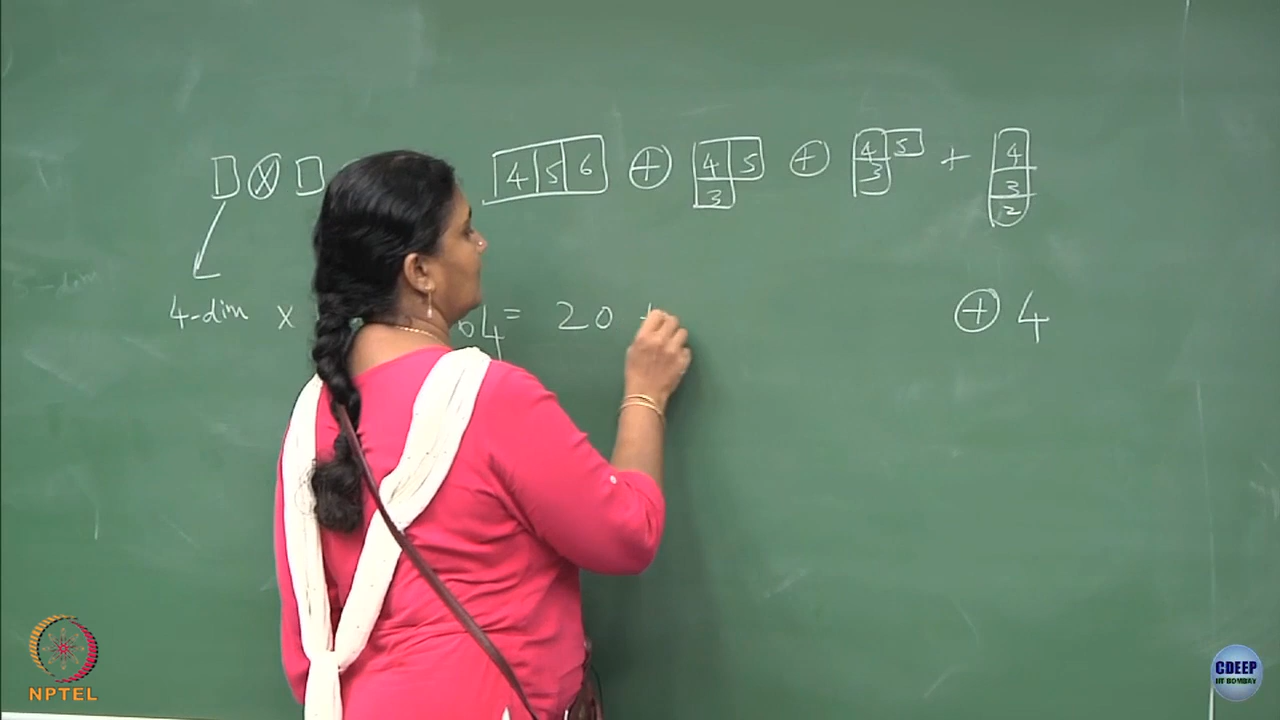 □ ⊗ □ 4 5 6 ⊕ 4 5 ⊕ 4 5 + 4
3 3 3
2
4-dim × 64 = 20 + ⊕ 4
NPTEL
CDEEP
IIT BOMBAY